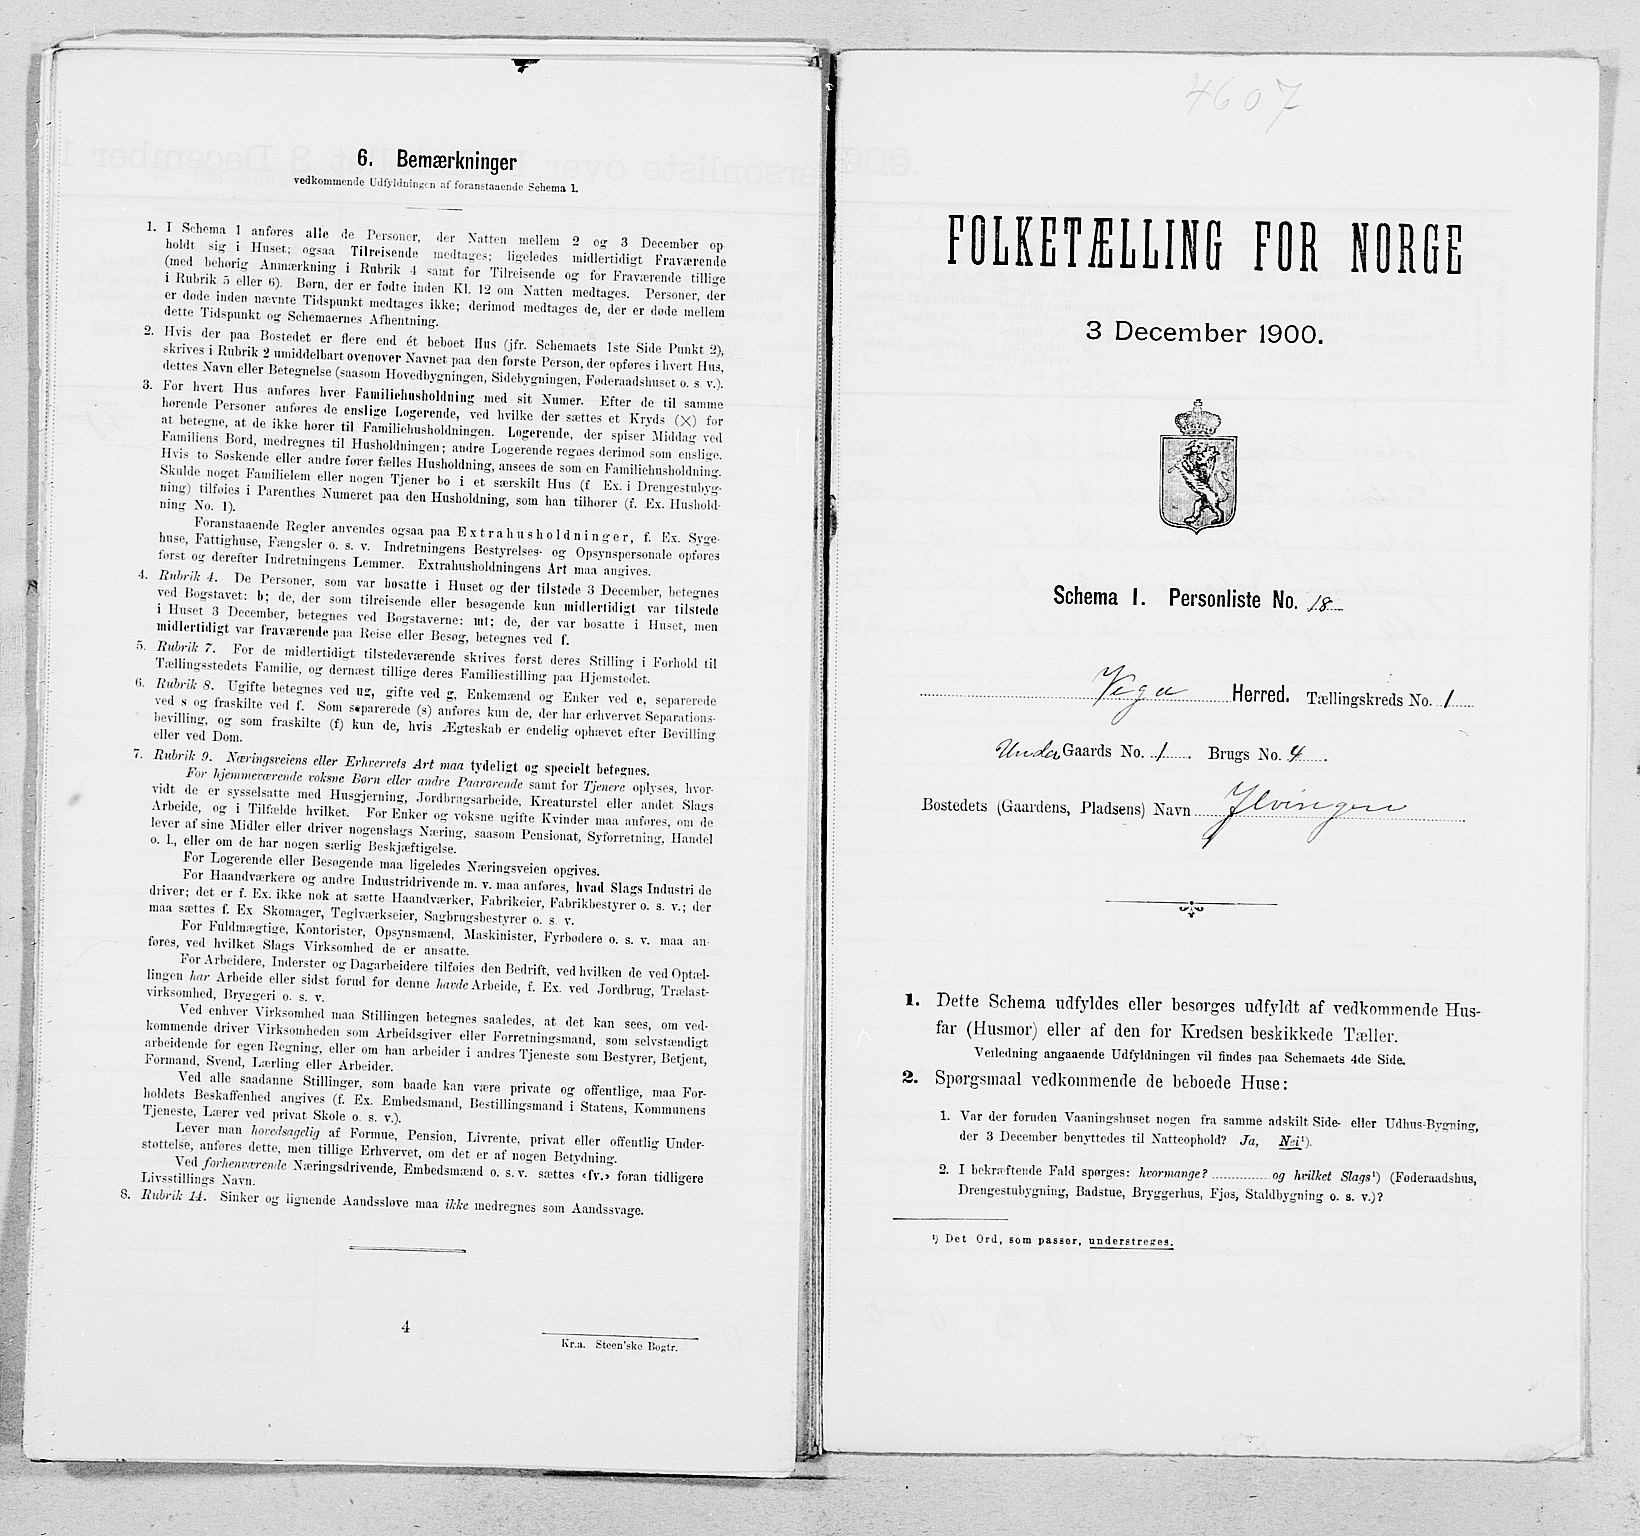 6. Bemærkninger
vedkommende Udfyldningen af foranstaaende Schema 1.
1. I Schema 1 anføres alle de Personer, der Natten mellem 2 og 3 December op
holdt sig i Huset; ogsaa Tilreisende medtages; ligeledes midlertidigt Fraværende
(med behørig Anmærkning i Rubrik 4 samt for Tilreisende og for Fraværende tillige
i Rubrik 5 eller 6). Børn, der er fødte inden Kl. 12 om Natten medtages. Personer, der
er døde inden nævnte Tidspunkt medtages ikke; derimod medtages de, der er døde mellem
dette Tidspunkt og Schemaernes Afhentning.
2. Hvis der paa Bostedet er flere end ét beboet Hus (jfr. Schemaets 1ste Side Punkt 2),
skrives i Rubrik 2 umiddelbart ovenover Navnet paa den første Person, der opføres i hvert Hus,
dettes Navn eller Betegnelse (saasom Hovedbygningen, Sidebygningen, Føderaadshuset o. s. v.).
3. For hvert Hus anføres hver Familiehusholdning med sit Numer. Efter de til samme
hørende Personer anføres de enslige Logerende, ved hvilke der sættes et Kryds (×) for
at betegne, at de ikke hører til Familiehusholdningen. Logerende, der spiser Middag ved
Familiens Bord, medregnes til Husholdningen; andre Logerende regnes derimod som enslige.
Hvis to Søskende eller andre fører fælles Husholdning, ansees de som en Familiehusholdning.
Skulde noget Familielem eller nogen Tjener bo i et særskilt Hus (f Ex. i Drengestubyg-
ning) tilføies i Parenthes Numeret paa den Husholdning, som han tilhører (f. Ex. Hushold-
ning No. 1).
Foranstaaende Regler anvendes ogsaa paa Extrahusholdninger, f. Ex. Syge-
huse, Fattighuse, Fængsler o. s. v. Indretningens Bestyrelses- og Opsynspersonale opføres
først og derefter Indretningens Lemmer. Extrahusholdningens Art maa angives.
4. Rubrik 4. De Personer, som var bosatte i Huset og der tilstede 3 December, betegnes
ved Bogstavet: b; de, der som tilreisende eller besøgende kun midlertidigt var tilstede
i Huset 3 December, betegnes ved Bogstaverne: mt; de, der var bosatte i Huset, men
midlertidigt var fraværende paa Reise eller Besøg, betegnes ved f.
5. Rubrik 7. For de midlertidigt tilstedeværende skrives først deres Stilling i Forhold til
Tællingsstedets Familie, og dernæst tillige deres Familiestilling paa Hjemstedet.
6. Rubrik 8. Ugifte betegnes ved ug, gifte ved g, Enkemænd og Enker ved e, separerede
ved s og fraskilte ved f. Som separerede (s) anføres kun de, der har erhvervet Separations-
bevilling, og som fraskilte (f) kun de, hvis Ægteskab er endelig ophævet efter Bevilling
eller ved Dom.
7. Rubrik 9. Næringsveiens eller Erhvervets Art maa tydeligt og specielt betegnes.
For hjemmeværende voksne Børn eller andre Paarørende samt for Tjenere oplyses, hvor-
vidt de er sysselsatte med Husgjerning, Jordbrugsarbeide, Kreaturstel eller andet Slags
Arbeide, og i Tilfælde hvilket. For Enker og voksne ugifte Kvinder maa anføres, om de
lever af sine Midler eller driver nogenslags Næring, saasom Pensionat, Syforretning, Handel
o. l., eller om de har nogen særlig Beskjæftigelse.
For Logerende eller Besøgende maa ligeledes Næringsveien opgives.
For Haandværkere og andre Industridrivende m. v. maa anføres, hvad Slags Industri de
driver; det er f. Ex. ikke nok at sætte Haandværker, Fabrikeier, Fabrikbestyrer o. s. v.; der
maa sættes f. Ex Skomager, Teglværkseier, Sagbrugsbestyrer o. s. v.
For Fuldmægtige, Kontorister, Opsynsmænd, Maskinister, Fyrbødere o. s. v. maa an-
føres, ved hvilket Slags Virksomhed de er ansatte.
For Arbeidere, Inderster og Dagarbeidere tilføies den Bedrift, ved hvilken de ved Optæl-
lingen har Arbeide eller sidst forud for denne havde Arbeide, f. Ex. ved Jordbrug, Trælast-
virksomhed, Bryggeri o. s. v.
Ved enhver Virksomhed maa Stillingen betegnes saaledes, at det kan sees, om ved-
kommende driver Virksomheden som Arbeidsgiver eller Forretningsmand, som selvstændigt
arbeidende for egen Regning, eller om han arbeider i andres Tjeneste som Bestyrer, Betjent,
Formand, Svend, Lærling eller Arbeider.
Ved alle saadanne Stillinger, som baade kan være private og offentlige, maa For-
holdets Beskaffenhed angives (f. Ex. Embedsmand, Bestillingsmand i Statens, Kommunens
Tjeneste, Lærer ved privat Skole o. s. v.).
Lever man hovedsagelig af Formue, Pension, Livrente, privat eller offentlig Under-
støttelse, anføres dette, men tillige Erhvervet, om det er af nogen Betydning.
Ved forhenværende Næringsdrivende, Embedsmænd o. s. v. sættes «fv.» foran tidligere
Livsstillings Navn.
8. Rubrik 14. Sinker og lignende Aandssløve maa ikke medregnes som Aandssvage.
4
Kr.a. Steen'ske Bogtr.
4607
FOLKETÆLLING FOR NORGE
3 December 1900.
Schema 1. Personliste No. 18
Vega Herred. Tællingskreds No. 1
Under Gaards No. 1 Brugs No. 4
Bostedets (Gaardens, Pladsens) Navn Ylvingen
1. Dette Schema udfyldes eller besørges udfyldt af vedkommende Hus-
far (Husmor) eller af den for Kredsen beskikkede Tæller.
Veiledning angaaende Udfyldningen vil findes paa Schemaets 4de Side.
2. Spørgsmaal vedkommende de beboede Huse:
1. Var der foruden Vaaningshuset nogen fra samme adskilt Side- eller Udhus-Bygning,
der 3 December benyttedes til Natteophold? Ja, Nei¹).
2. I bekræftende Fald spørges: hvormange? og hvilket Slags¹) (Føderaadshus,
Drengestubygning, Badstue, Bryggerhus, Fjøs, Staldbygning o. s. v.)?
¹) Det Ord, som passer, understreges.